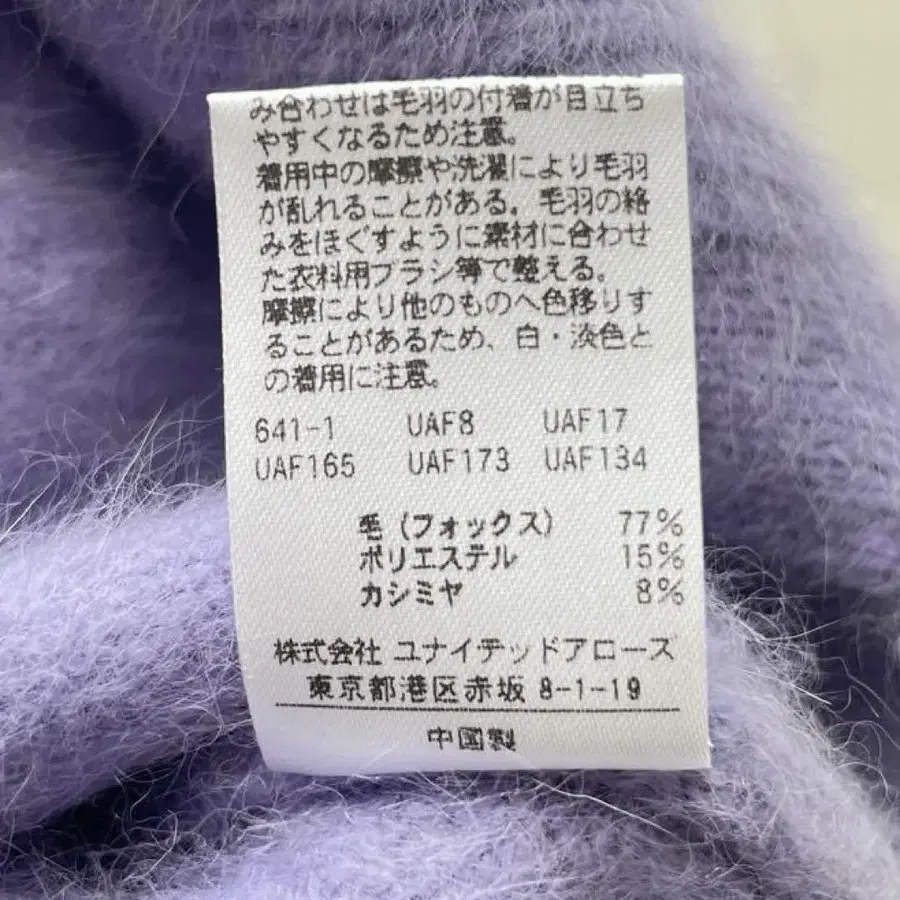 み合わせは毛羽の付着が目立ち
やすくなるため注意。
着用中の摩擦や洗濯により毛羽
が乱れることがある。毛羽の絡
みをほぐすように素材に合わせ
た衣料用ブラシ等で整える。
摩擦により他のものへ色移りす
ることがあるため、白・淡色と
の着用に注意。
641-1 UAF8 UAF17
UAF165 UAF173 UAF134
毛(フォックス) 77%
ポリエステル 15%
カシミヤ 8%
株式会社 ユナイテッドアローズ
東京都港区赤坂 8-1-19
中国製